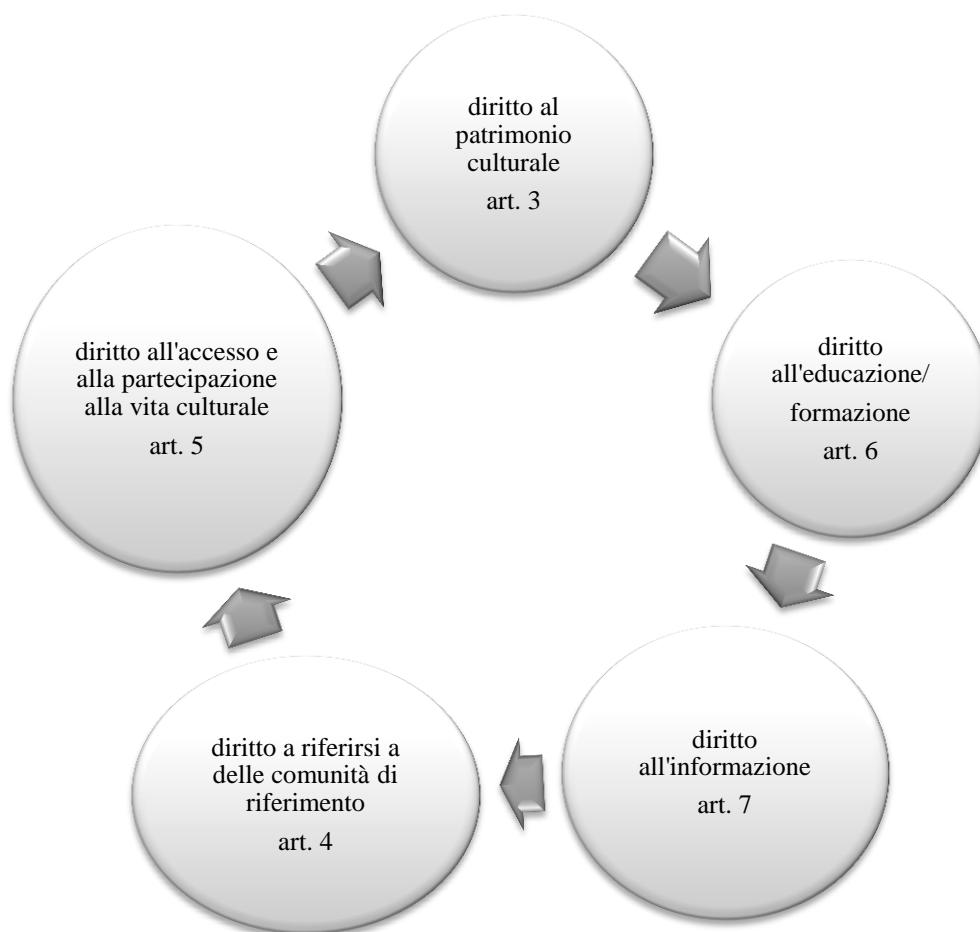 diritto al
patrimonio
culturale
art. 3
diritto
all'educazione/
formazione
art. 6
diritto
all'informazione
art. 7
diritto a riferirsi a
delle comunità di
riferimento
art. 4
diritto all'accesso e
alla partecipazione
alla vita culturale
art. 5